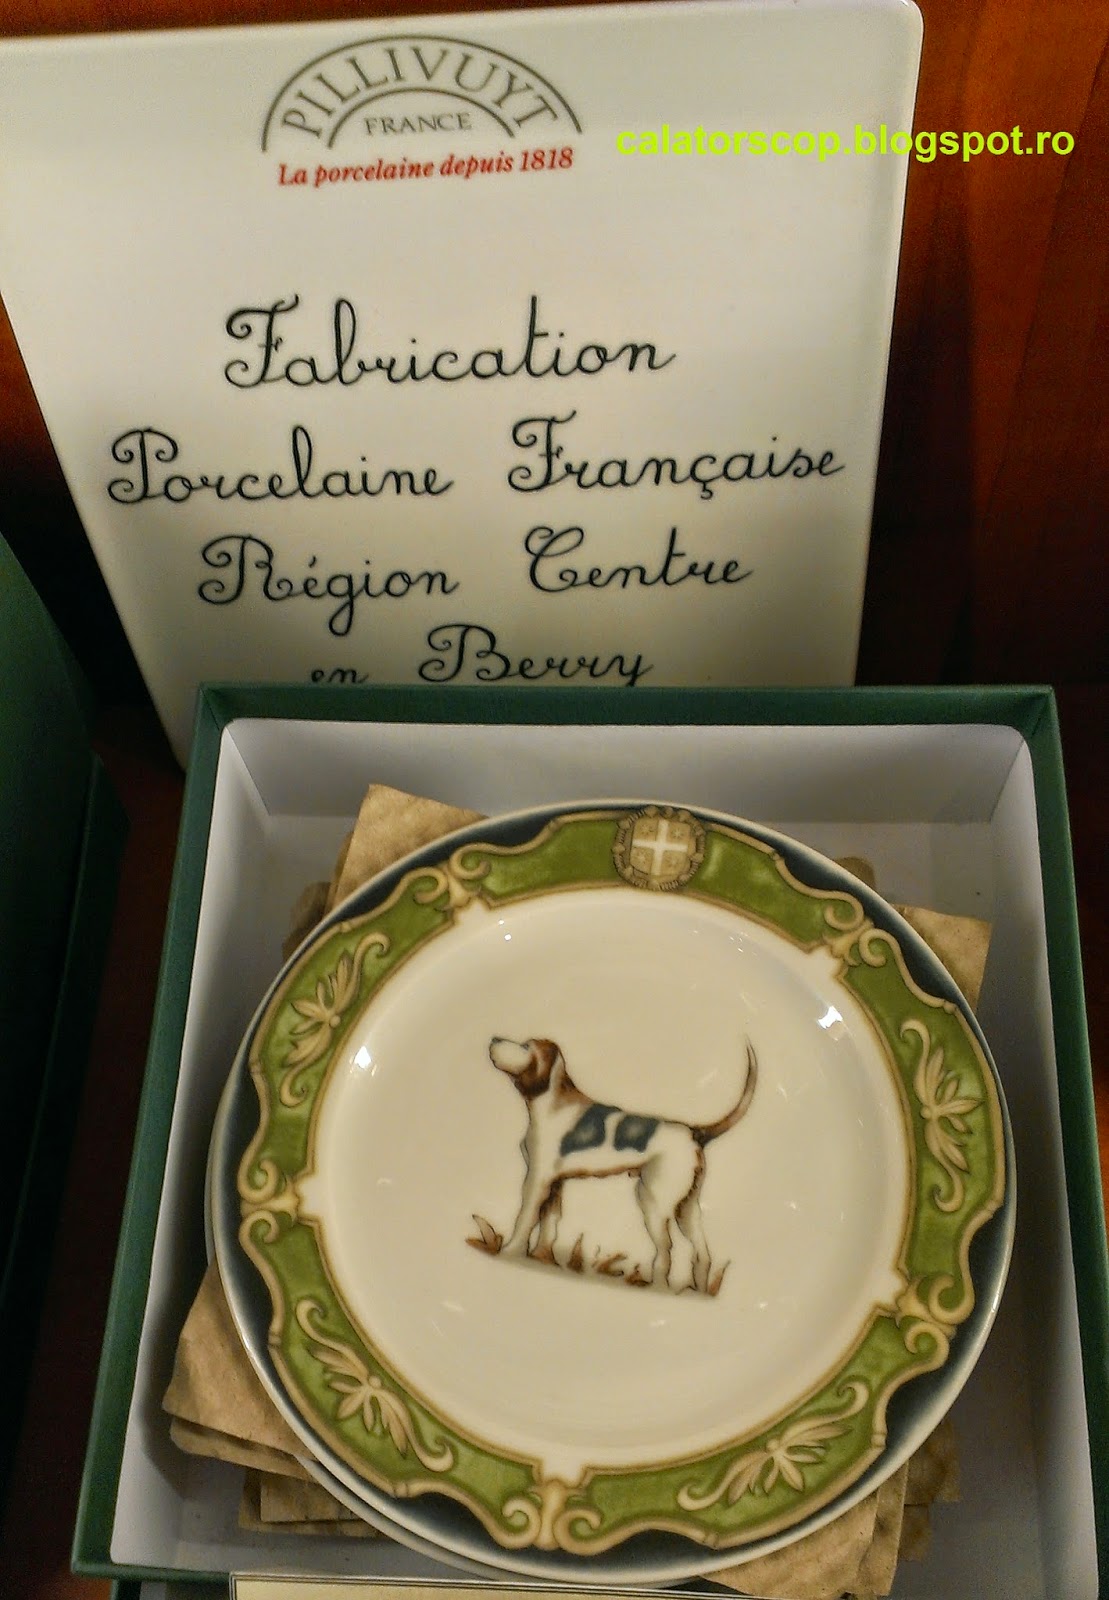 PILLIVUYT
FRANCE
La porcelaine depuis 1818
calatorscop.blogspot.ro
Fabrication
Porcelaine Française
Région Centre
en Berry